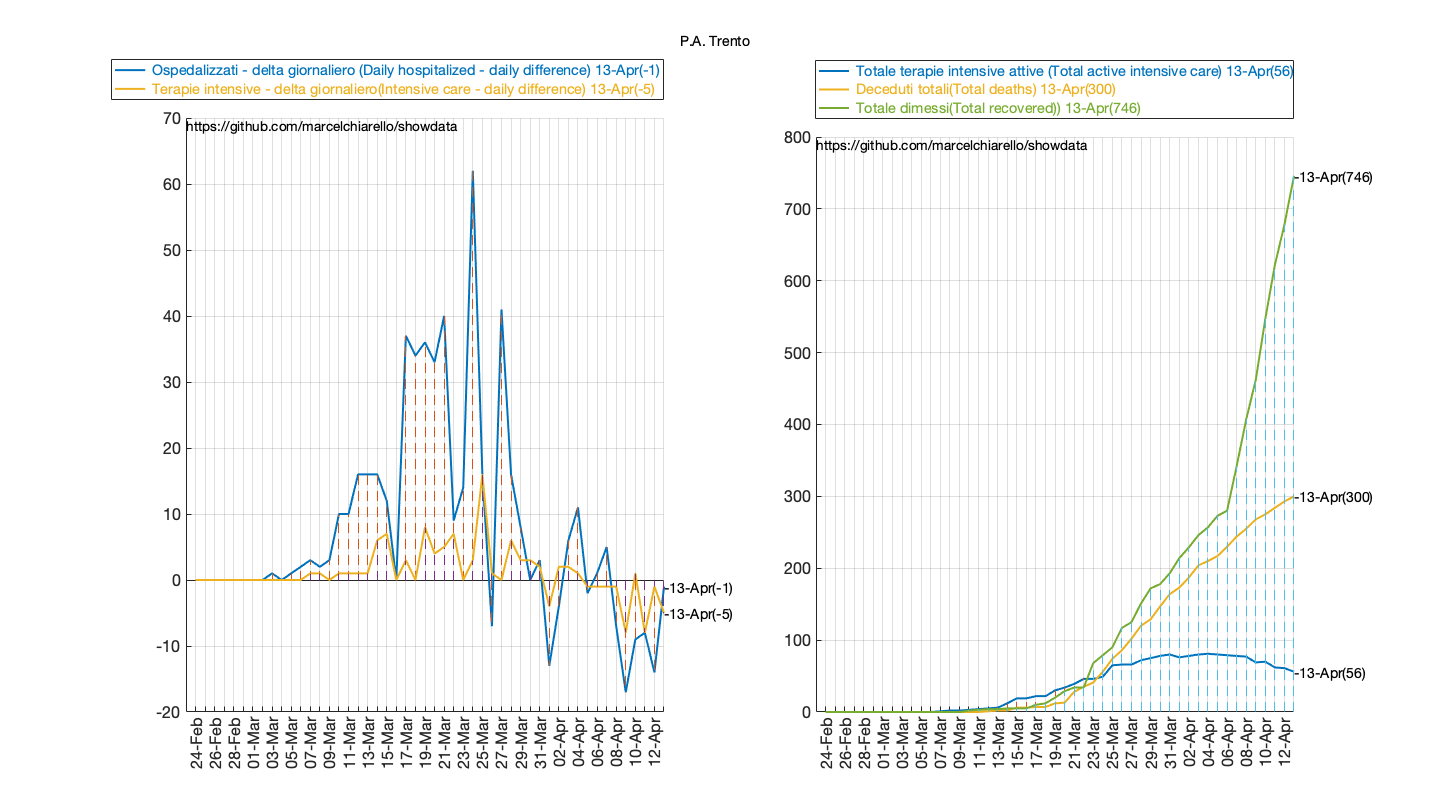 P.A. Trento
Ospedalizzati - delta giornaliero (Daily hospitalized - daily difference) 13-Apr(-1)
Terapie intensive - delta giornaliero(Intensive care - daily difference) 13-Apr(-5)
https://github.com/marcelchiarello/showdata
70
60
50
40
30
20
10
0
-10
-20
13-Apr(-1)
13-Apr(-5)
24-Feb
26-Feb
28-Feb
01-Mar
03-Mar
05-Mar
07-Mar
09-Mar
11-Mar
13-Mar
15-Mar
17-Mar
19-Mar
21-Mar
23-Mar
25-Mar
27-Mar
29-Mar
31-Mar
02-Apr
04-Apr
06-Apr
08-Apr
10-Apr
12-Apr
Totale terapie intensive attive (Total active intensive care) 13-Apr(56)
Deceduti totali(Total deaths) 13-Apr(300)
Totale dimessi(Total recovered)) 13-Apr(746)
https://github.com/marcelchiarello/showdata
800
700
600
500
400
300
200
100
0
13-Apr(746)
13-Apr(300)
13-Apr(56)
24-Feb
26-Feb
28-Feb
01-Mar
03-Mar
05-Mar
07-Mar
09-Mar
11-Mar
13-Mar
15-Mar
17-Mar
19-Mar
21-Mar
23-Mar
25-Mar
27-Mar
29-Mar
31-Mar
02-Apr
04-Apr
06-Apr
08-Apr
10-Apr
12-Apr